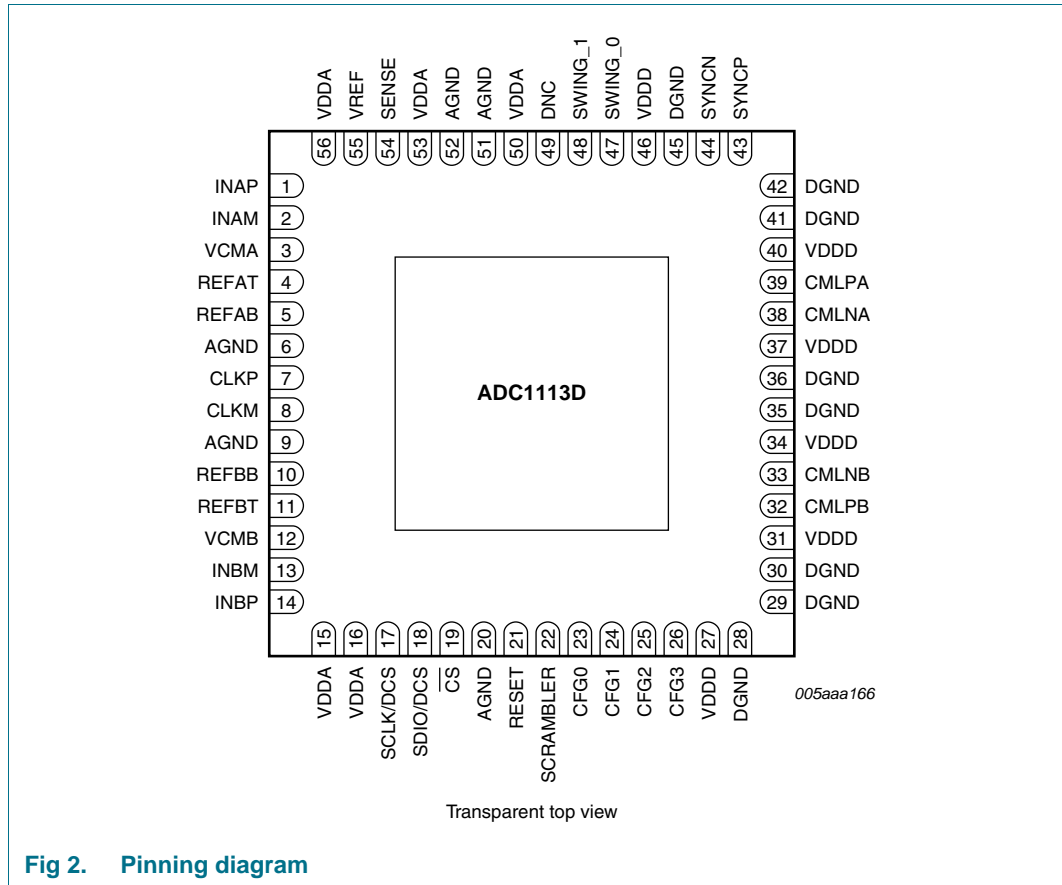 VDDA VREF SENSE VDDA AGND AGND VDDA DNC SWING_1 SWING_0 VDDD DGND SYNCN SYNCP
56 55 54 53 52 51 50 49 48 47 46 45 44 43
INAP 1 42 DGND
INAM 2 41 DGND
VCMA 3 40 VDDD
REFAT 4 39 CMLPA
REFAB 5 38 CMLNA
AGND 6 37 VDDD
CLKP 7 36 DGND
ADC1113D
CLKM 8 35 DGND
AGND 9 34 VDDD
REFBB 10 33 CMLNB
REFBT 11 32 CMLPB
VCMB 12 31 VDDD
INBM 13 30 DGND
INBP 14 29 DGND
15 16 17 18 19 20 21 22 23 24 25 26 27 28
VDDA VDDA SCLK/DCS SDIO/DCS CS AGND RESET SCRAMBLER CFG0 CFG1 CFG2 CFG3 VDDD DGND
005aaa166
Transparent top view
Fig 2. Pinning diagram